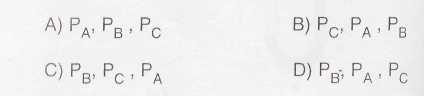 A) P_A, P_B, P_C B) P_C, P_A, P_B
C) P_B, P_C, P_A D) P_B, P_A, P_C